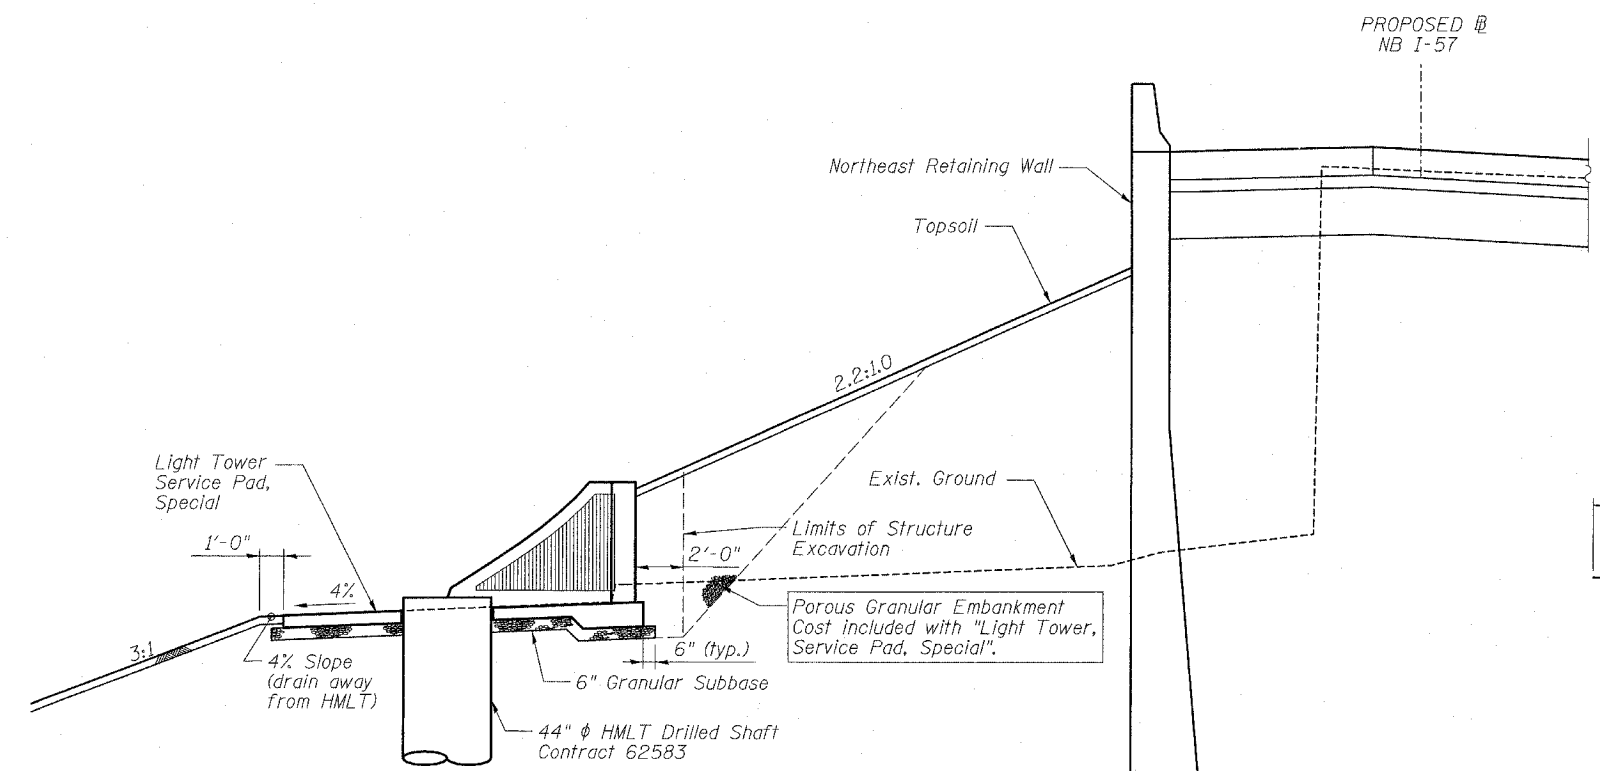 PROPOSED ℄
NB I-57
Northeast Retaining Wall
Topsoil
2.2:1.0
Light Tower
Service Pad,
Special
Exist. Ground
Limits of Structure
Excavation
1'-0"
2'-0"
4%
Porous Granular Embankment
Cost included with "Light Tower,
Service Pad, Special".
3:1
6" (typ.)
4% Slope
(drain away
from HMLT)
6" Granular Subbase
44" ϕ HMLT Drilled Shaft
Contract 62583